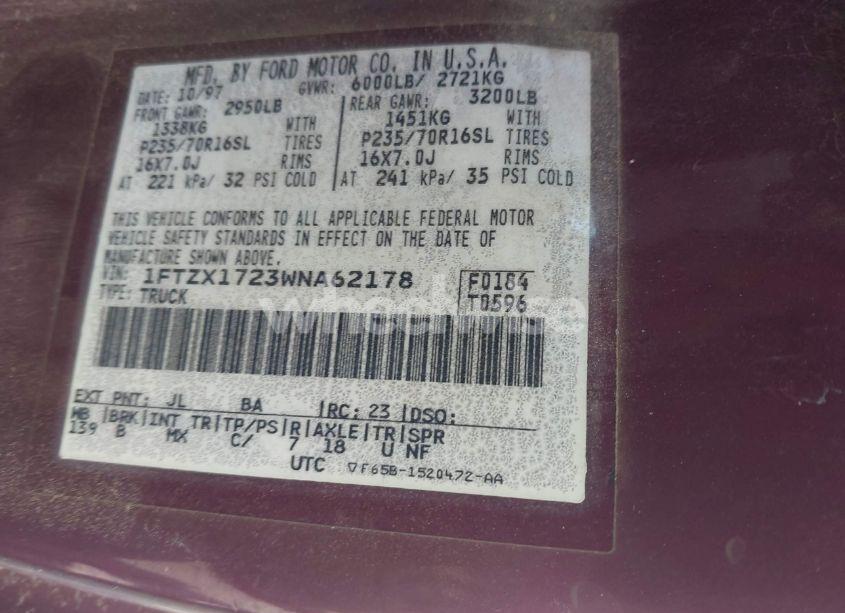 MFD. BY FORD MOTOR CO. IN U.S.A.
DATE: 10/97 GVWR: 6000LB/ 2721KG
FRONT GAWR: 2950LB REAR GAWR: 3200LB
1338KG WITH 1451KG WITH
P235/70R16SL TIRES P235/70R16SL TIRES
16X7.0J RIMS 16X7.0J RIMS
AT 221 kPa/ 32 PSI COLD AT 241 kPa/ 35 PSI COLD
THIS VEHICLE CONFORMS TO ALL APPLICABLE FEDERAL MOTOR
VEHICLE SAFETY STANDARDS IN EFFECT ON THE DATE OF
MANUFACTURE SHOWN ABOVE.
VIN: 1FTZX1723WNA62178 F0184
TYPE: TRUCK T0596
wheelwise
EXT PNT: JL BA RC: 23 DSO:
WB BRK INT TR TP/PS R AXLE TR SPR
139 B MX C/ 7 18 U NF
UTC ▽F65B-1520472-AA